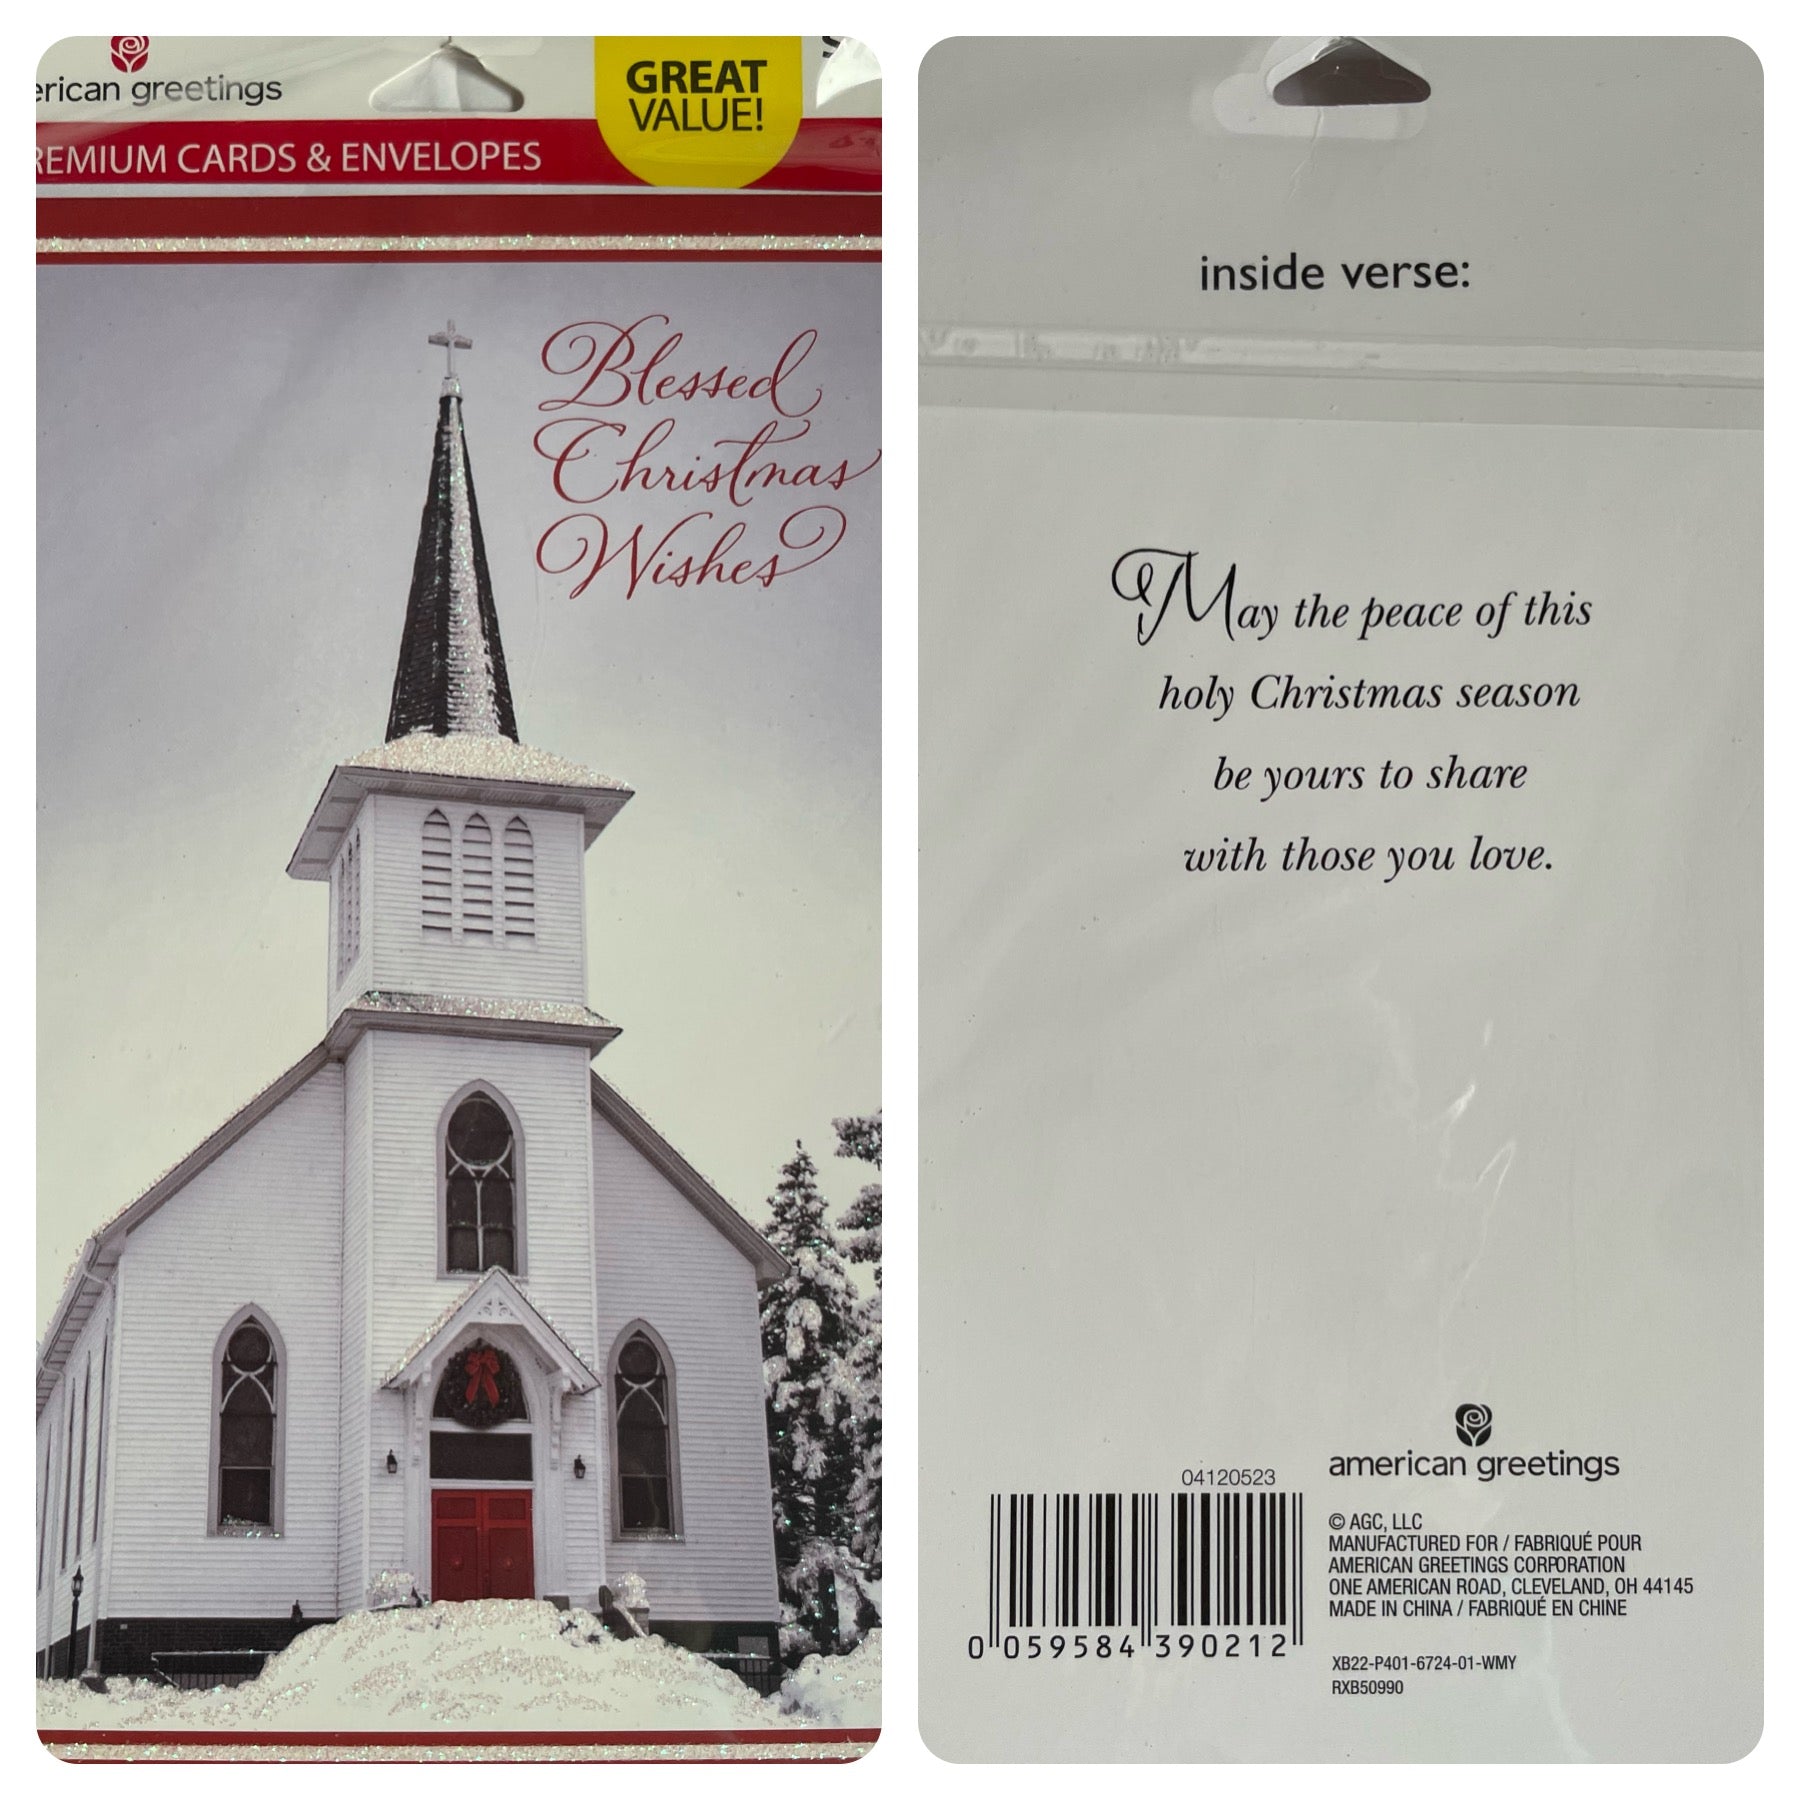 american greetings
GREAT
VALUE!
PREMIUM CARDS & ENVELOPES
Blessed
Christmas
Wishes
inside verse:
May the peace of this
holy Christmas season
be yours to share
with those you love.
american greetings
04120523
© AGC, LLC
MANUFACTURED FOR / FABRIQUÉ POUR
AMERICAN GREETINGS CORPORATION
ONE AMERICAN ROAD, CLEVELAND, OH 44145
MADE IN CHINA / FABRIQUÉ EN CHINE
0 059584 390212
XB22-P401-6724-01-WMY
RXB50990